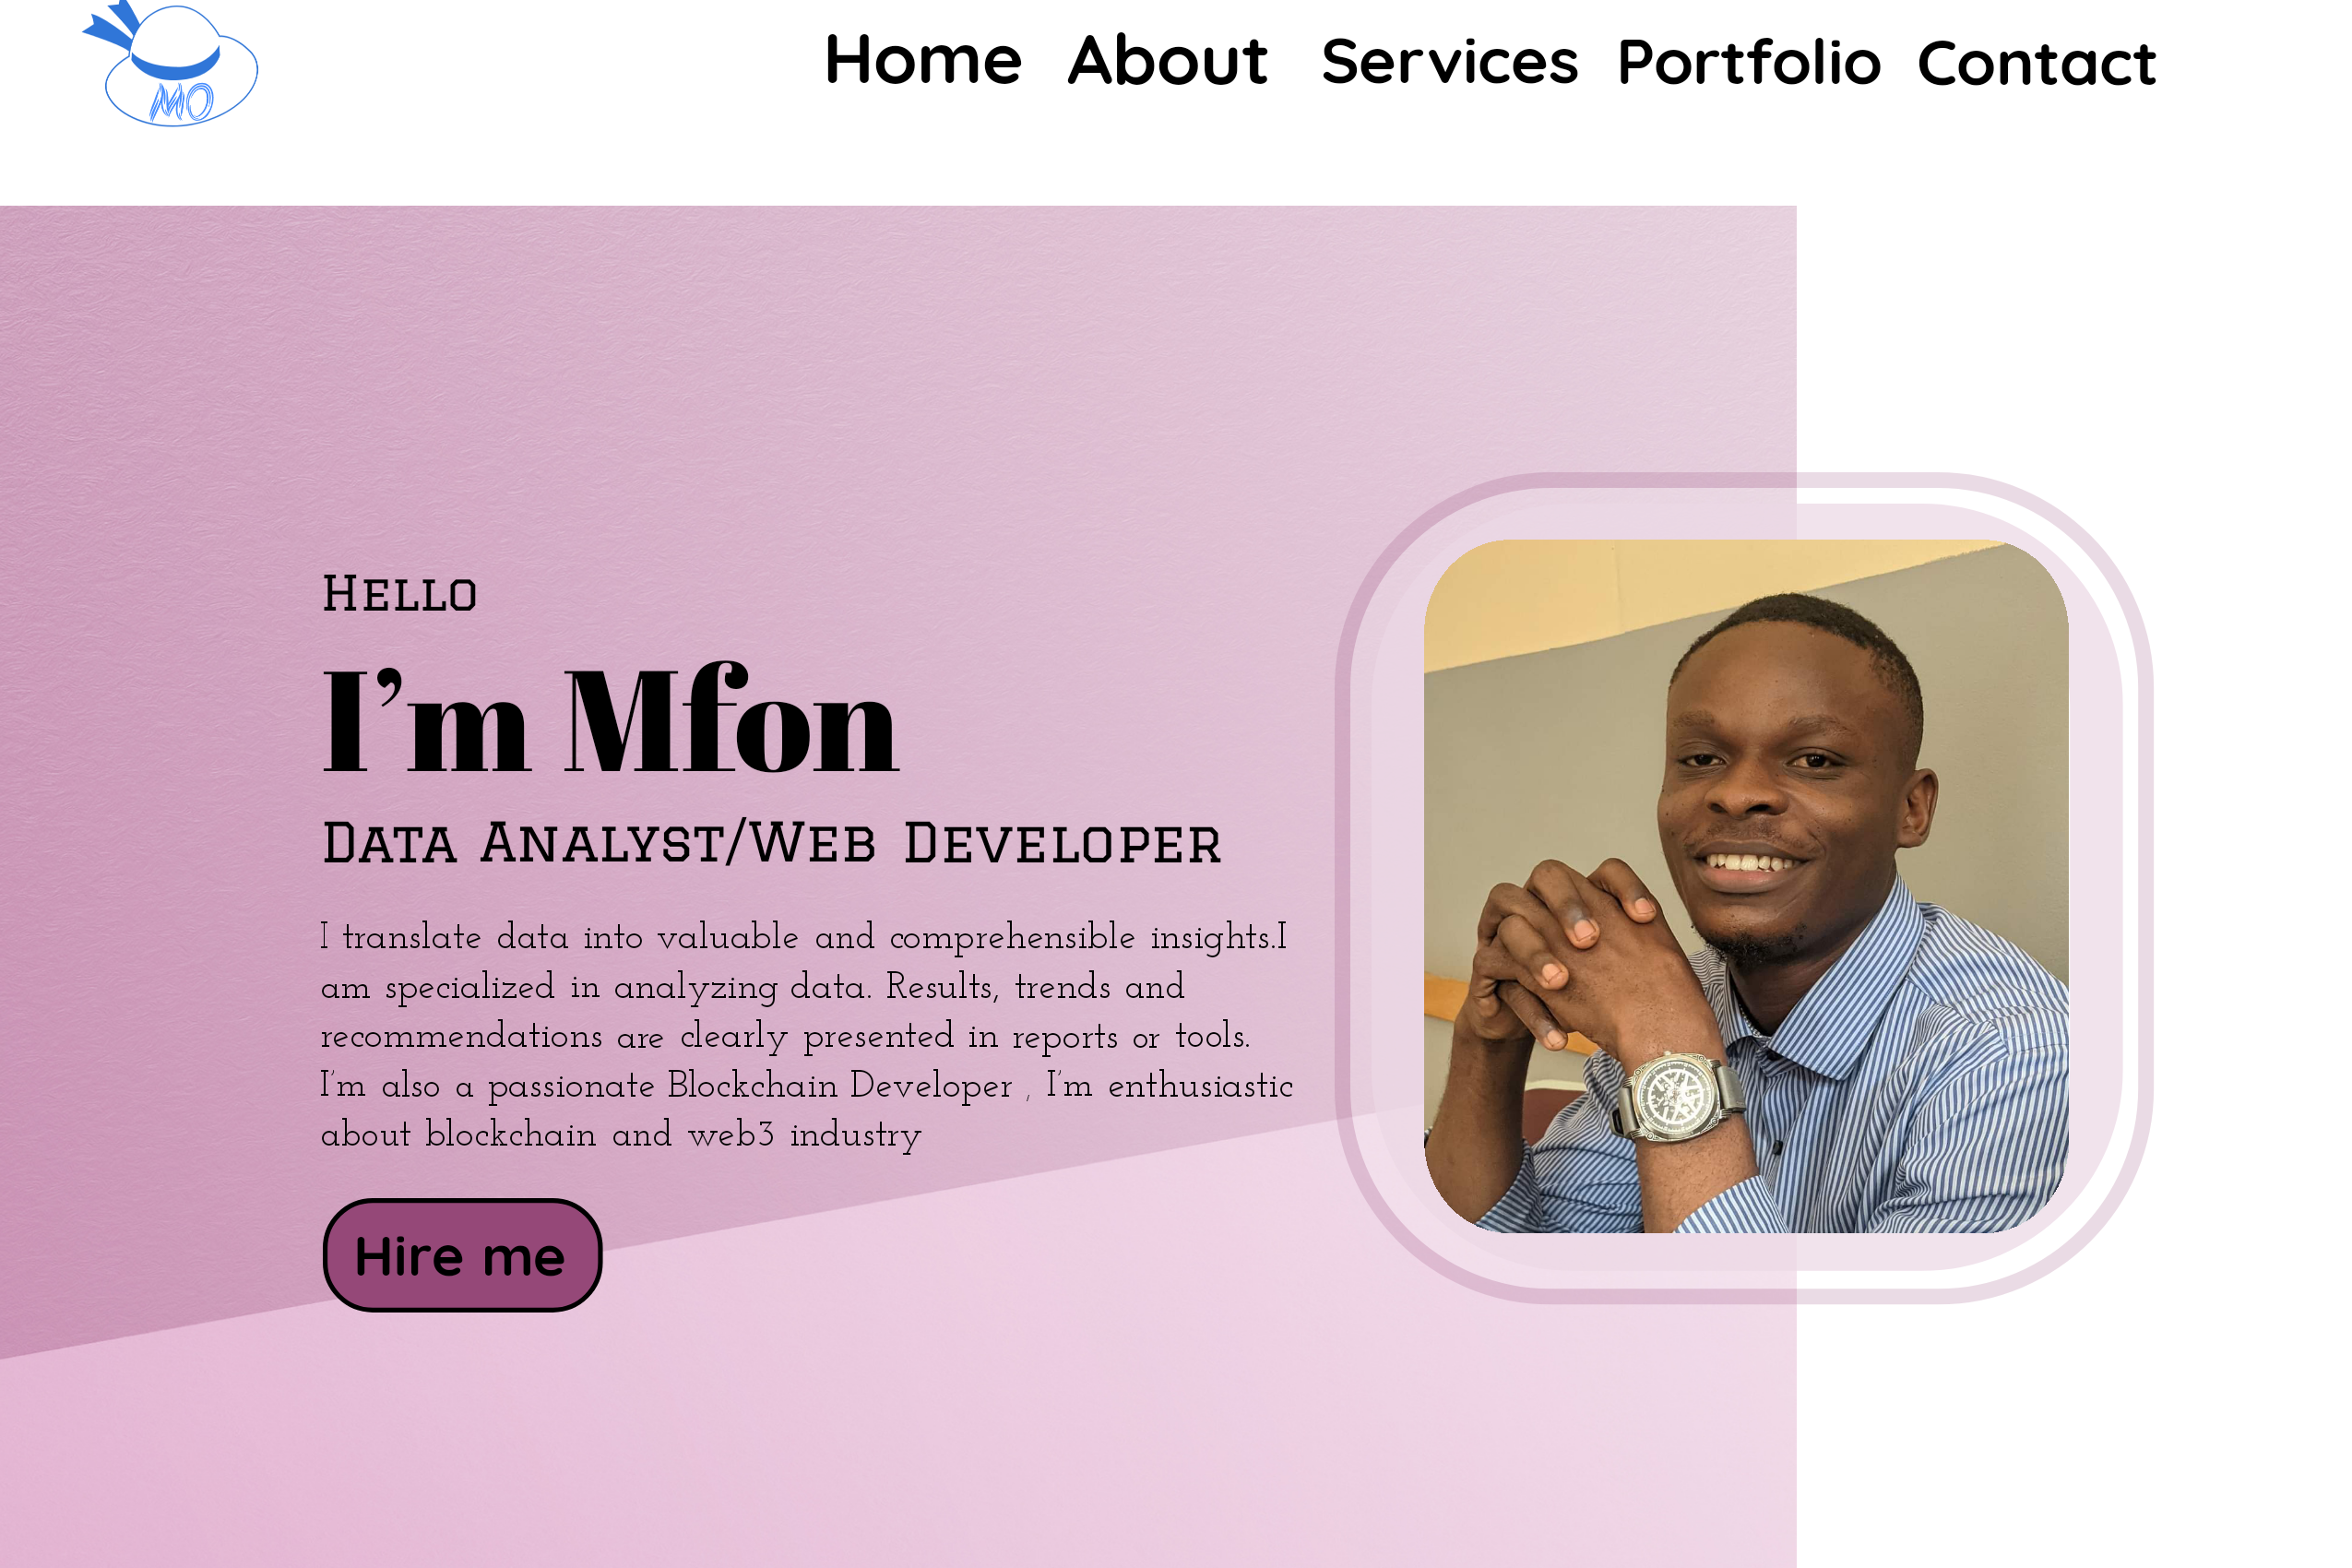 MO
Home About Services Portfolio Contact
Hello
I'm Mfon
Data Analyst/Web Developer
I translate data into valuable and comprehensible insights.I
am specialized in analyzing data. Results, trends and
recommendations are clearly presented in reports or tools.
I'm also a passionate Blockchain Developer , I'm enthusiastic
about blockchain and web3 industry
Hire me